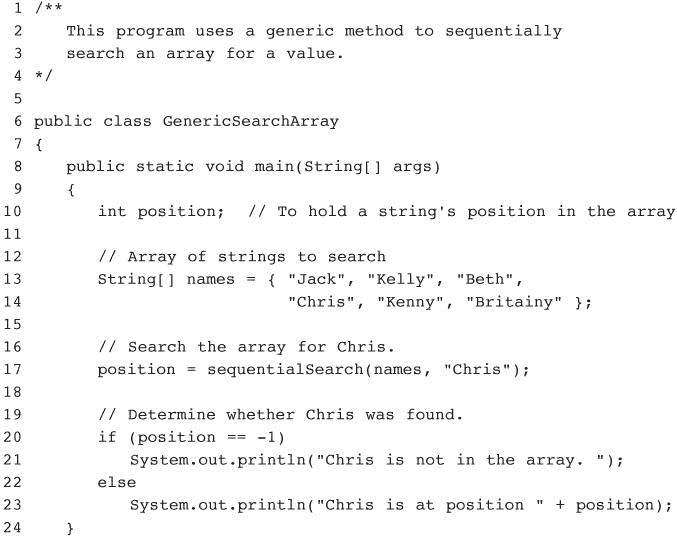 1 /**
2    This program uses a generic method to sequentially
3    search an array for a value.
4 */
5
6 public class GenericSearchArray
7 {
8    public static void main(String[] args)
9    {
10       int position;  // To hold a string's position in the array
11
12       // Array of strings to search
13       String[] names = { "Jack", "Kelly", "Beth",
14                          "Chris", "Kenny", "Britainy" };
15
16       // Search the array for Chris.
17       position = sequentialSearch(names, "Chris");
18
19       // Determine whether Chris was found.
20       if (position == -1)
21          System.out.println("Chris is not in the array. ");
22       else
23          System.out.println("Chris is at position " + position);
24    }